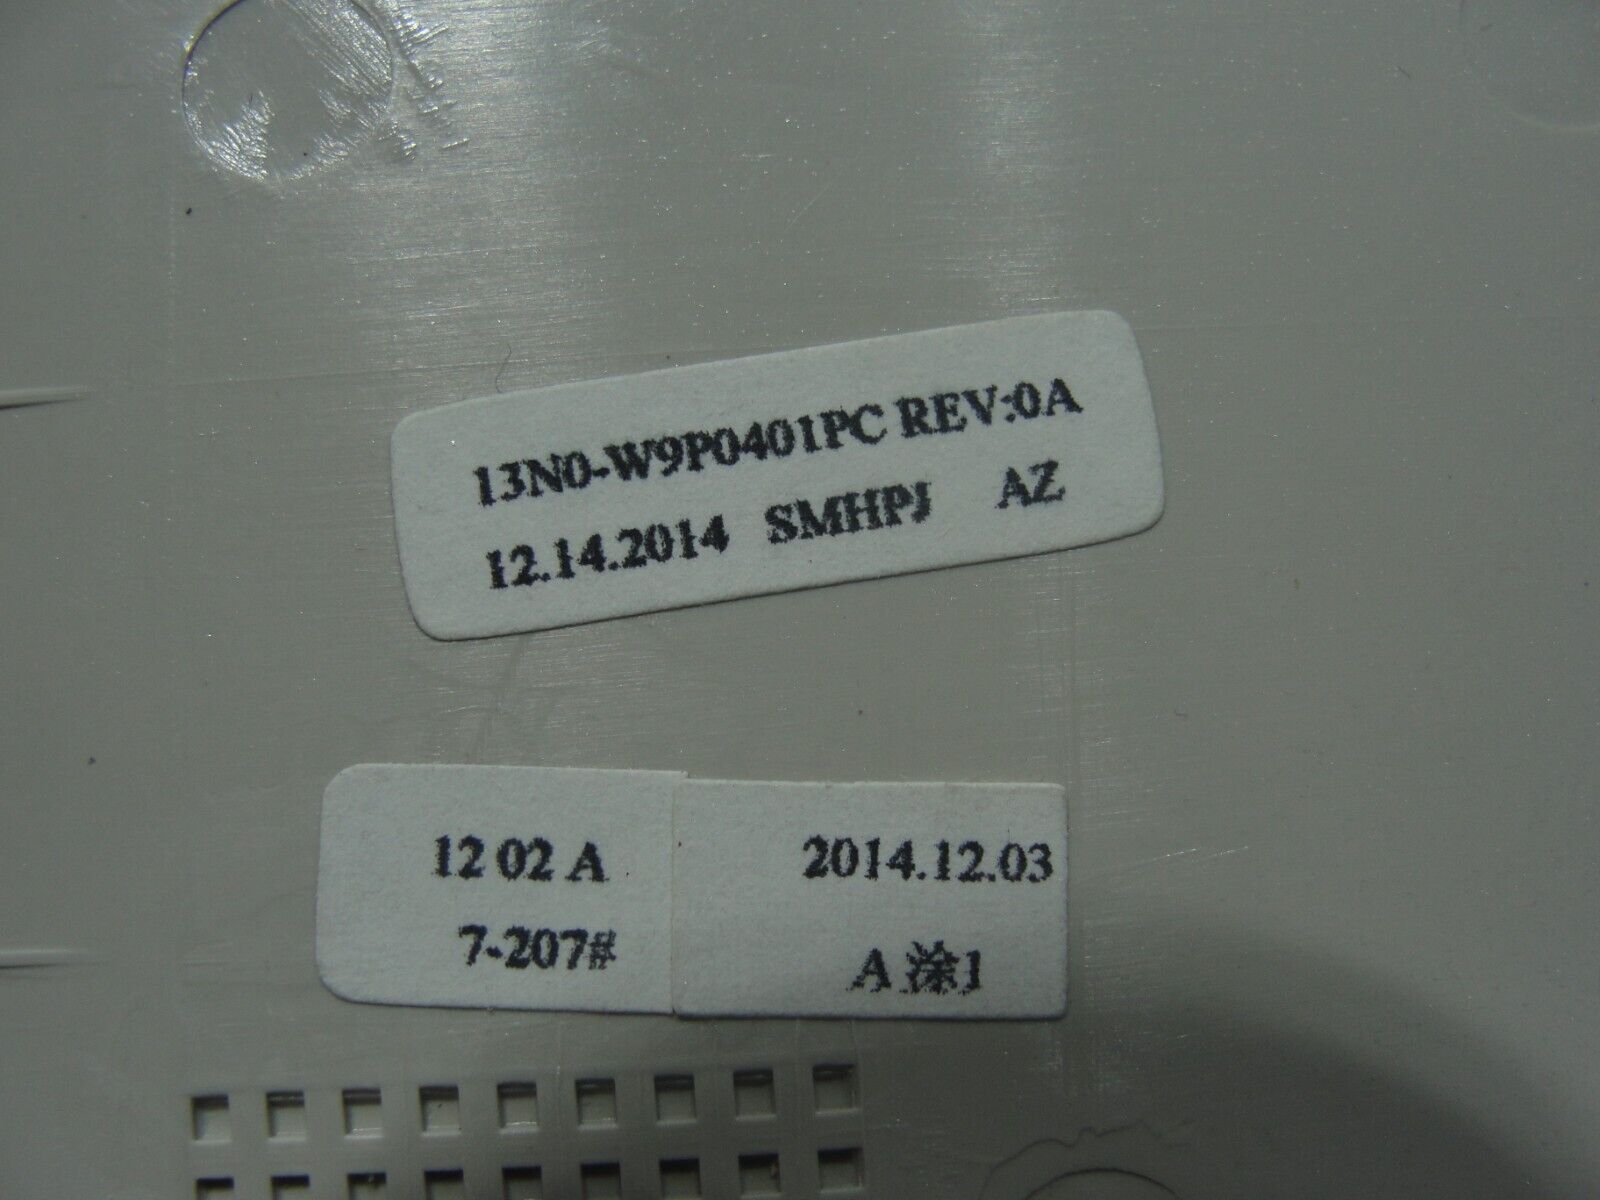 13N0-W9P0401PC REV:0A
12.14.2014 SMHPJ AZ
12 02 A
7-207#
2014.12.03
A 涂1